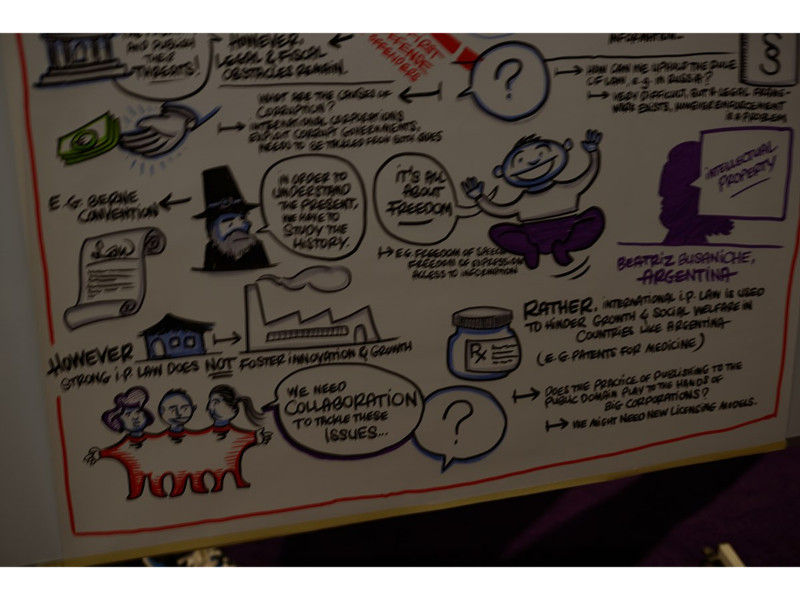 AND PUBLISH
THEIR
THREATS!
HOWEVER,
LEGAL & FISCAL
OBSTACLES REMAIN.
FIRST
DEFENSE
OFFENDERS
INFORMATION...
?
HOW CAN WE UPHOLD THE RULE
OF LAW, E.G. IN RUSSIA?
VERY DIFFICULT, BUT A LEGAL FRAME-
WORK EXISTS, HOWEVER ENFORCEMENT
IS A PROBLEM
§
WHAT ARE THE CAUSES OF
CORRUPTION?
INTERNATIONAL CORPORATIONS
EXPLOIT CORRUPT GOVERNMENTS,
NEEDS TO BE TACKLED FROM BOTH SIDES
E.G. BERNE
CONVENTION
LAW
IN ORDER TO
UNDERSTAND
THE PRESENT,
WE HAVE TO
STUDY THE
HISTORY.
IT'S ALL
ABOUT
FREEDOM
E.G. FREEDOM OF SPEECH
FREEDOM OF EXPRESSION
ACCESS TO INFORMATION
INTELLECTUAL
PROPERTY
BEATRIZ BUSANICHE,
ARGENTINA
HOWEVER
STRONG I.P. LAW DOES NOT FOSTER INNOVATION & GROWTH
RX
RATHER, INTERNATIONAL I.P. LAW IS USED
TO HINDER GROWTH & SOCIAL WELFARE IN
COUNTRIES LIKE ARGENTINA
(E.G. PATENTS FOR MEDICINE)
WE NEED
COLLABORATION
TO TACKLE THESE
ISSUES...
?
DOES THE PRACTICE OF PUBLISHING TO THE
PUBLIC DOMAIN PLAY TO THE HANDS OF
BIG CORPORATIONS?
WE MIGHT NEED NEW LICENSING MODELS.